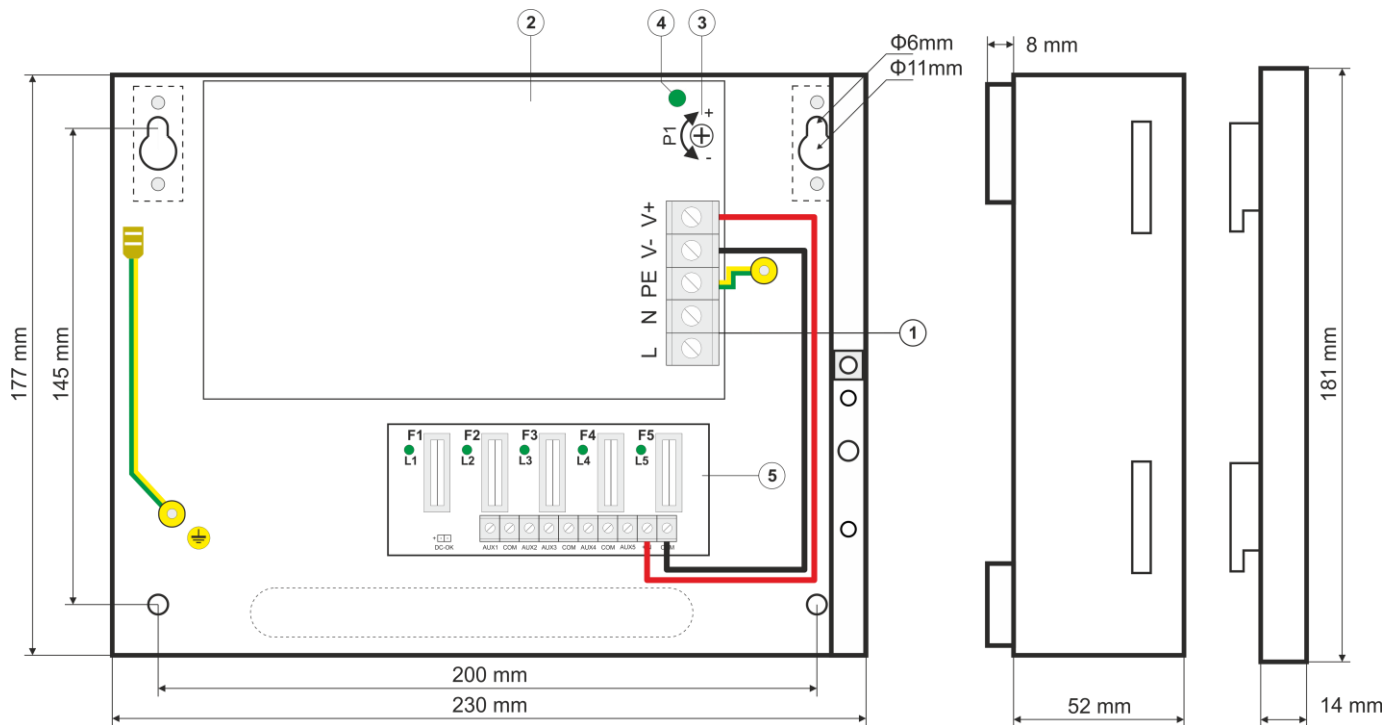 2
4
3
Φ6mm
Φ11mm
8 mm
+
P1
-
V+
V-
PE
N
L
1
177 mm
145 mm
181 mm
F1 F2 F3 F4 F5
L1 L2 L3 L4 L5
5
+
DC-OK
AUX1 COM AUX2 AUX3 COM AUX4 COM AUX5 +IN COM
200 mm
230 mm
52 mm
14 mm